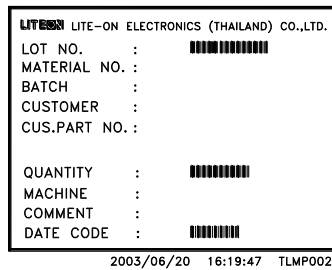 LITEON LITE-ON ELECTRONICS (THAILAND) CO.,LTD.
LOT NO. :
MATERIAL NO. :
BATCH :
CUSTOMER :
CUS.PART NO. :
QUANTITY :
MACHINE :
COMMENT :
DATE CODE :
2003/06/20 16:19:47 TLMP002